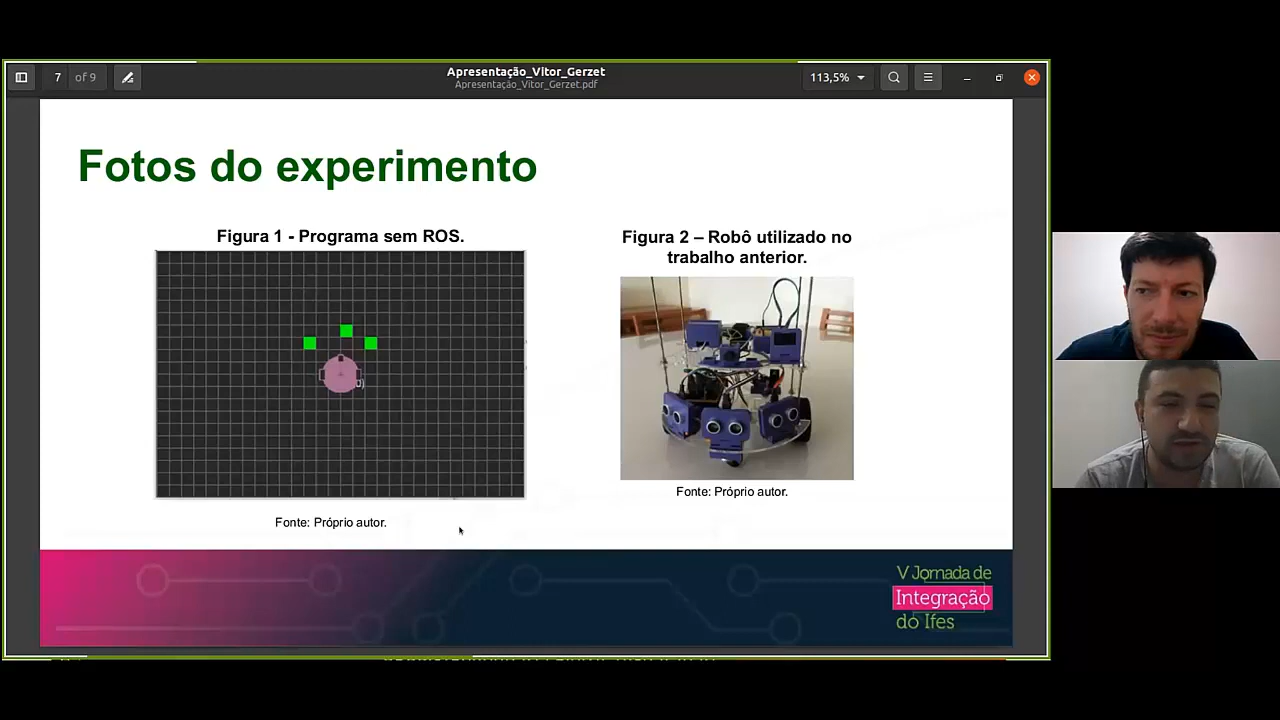 7 of 9
Apresentação_Vitor_Gerzet
Apresentação_Vitor_Gerzet.pdf
113,5%
Fotos do experimento
Figura 1 - Programa sem ROS.
Figura 2 – Robô utilizado no
trabalho anterior.
Fonte: Próprio autor.
Fonte: Próprio autor.
V Jornada de
Integração
do Ifes